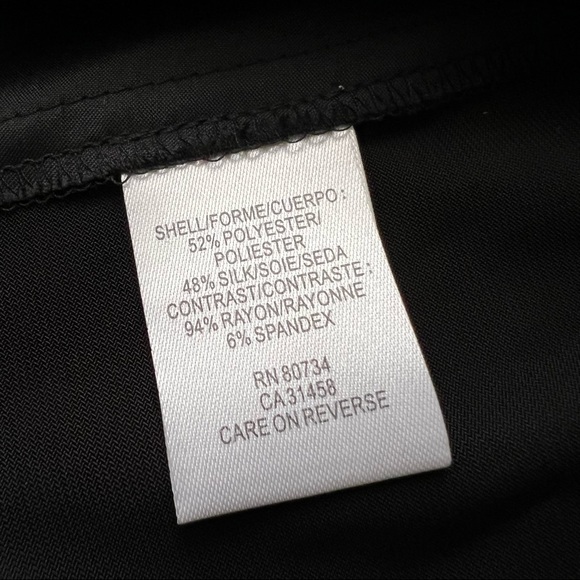 SHELL/FORME/CUERPO:
52% POLYESTER/
POLIESTER
48% SILK/SOIE/SEDA
CONTRAST/CONTRASTE:
94% RAYON/RAYONNE
6% SPANDEX
RN 80734
CA 31458
CARE ON REVERSE